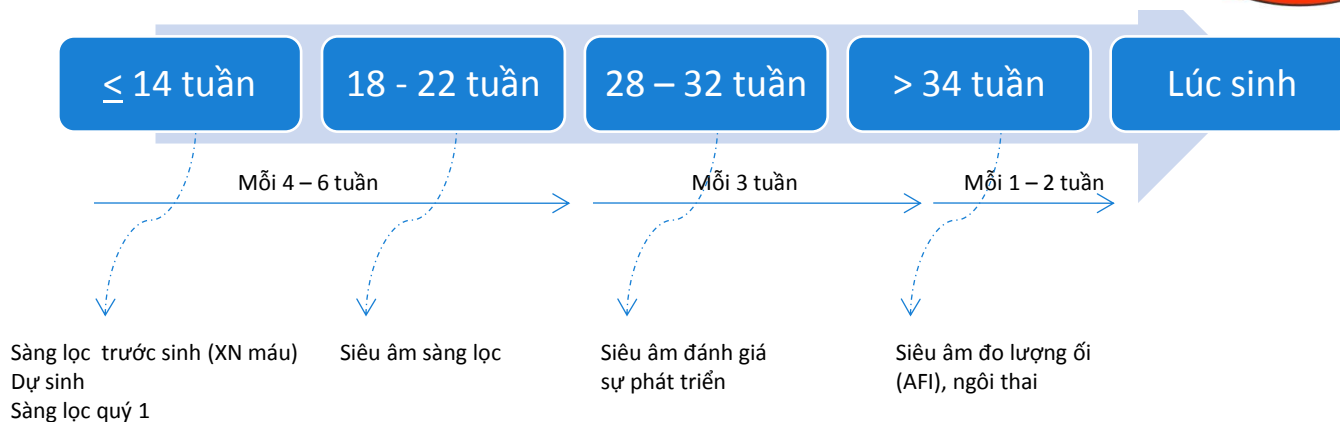 ≤ 14 tuần
18 - 22 tuần
28 – 32 tuần
> 34 tuần
Lúc sinh
Mỗi 4 – 6 tuần
Mỗi 3 tuần
Mỗi 1 – 2 tuần
Sàng lọc trước sinh (XN máu)
Dự sinh
Sàng lọc quý 1
Siêu âm sàng lọc
Siêu âm đánh giá
sự phát triển
Siêu âm đo lượng ối
(AFI), ngôi thai